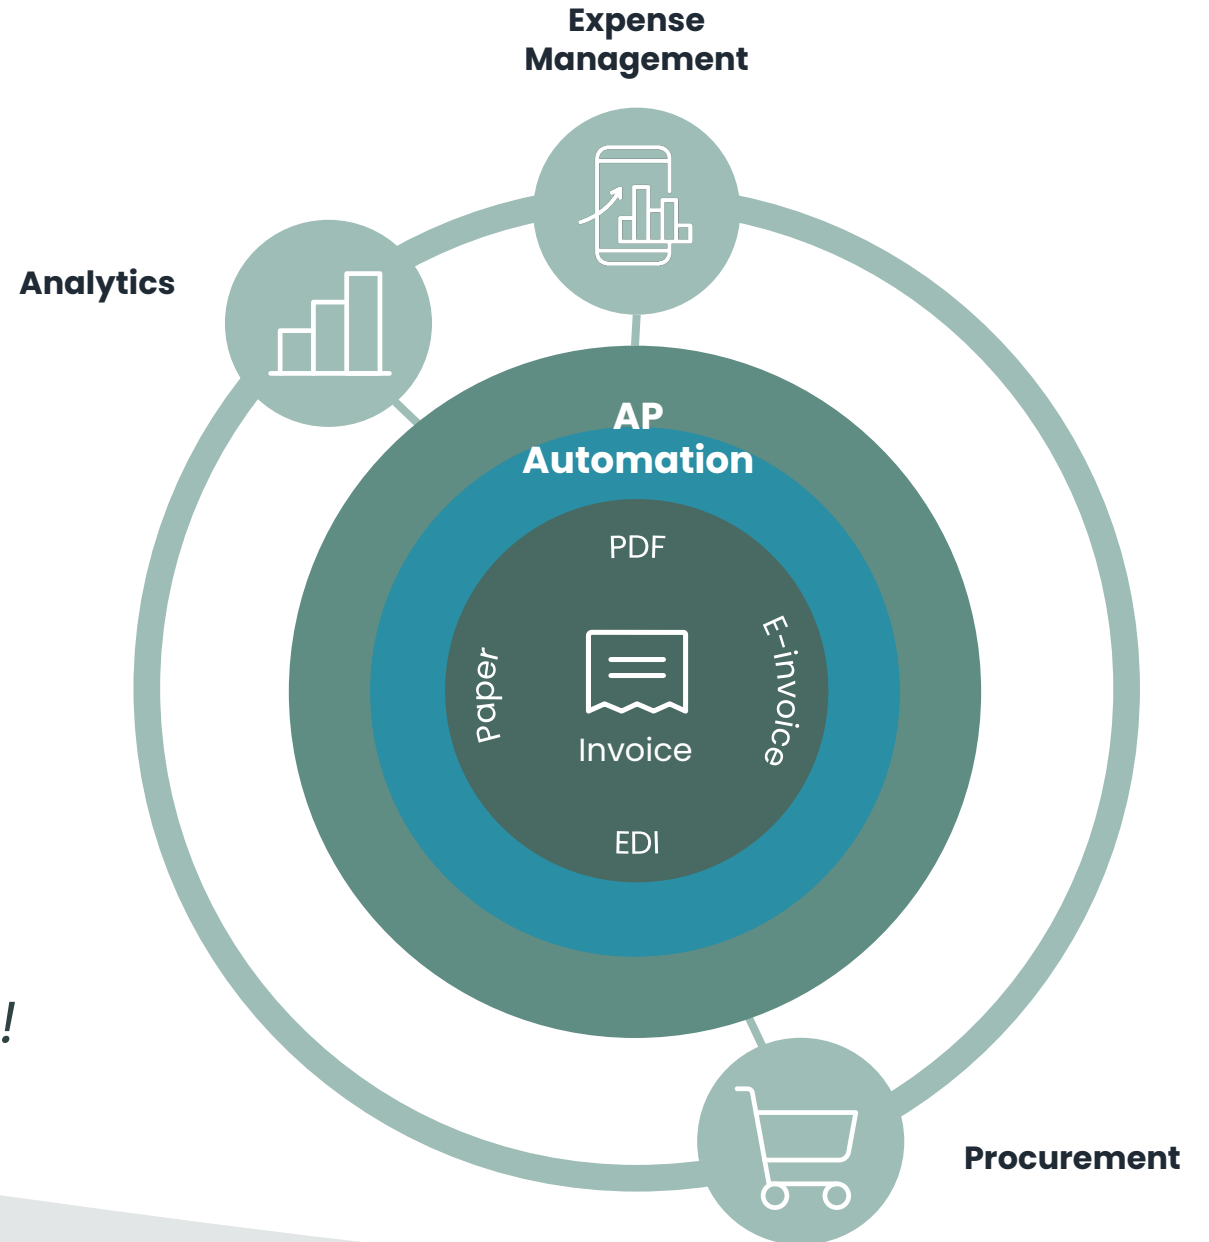 Expense
Management
Analytics
AP
Automation
PDF
Paper
E-invoice
Invoice
EDI
!
Procurement